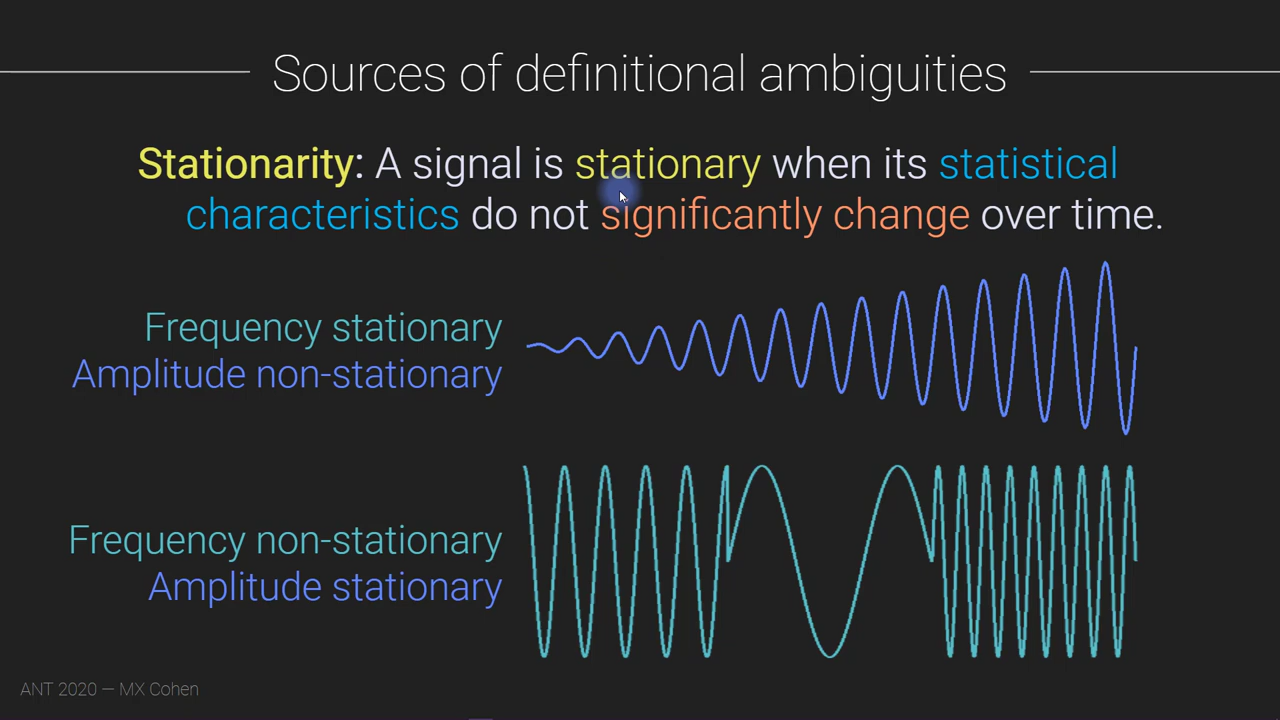 Sources of definitional ambiguities
Stationarity: A signal is stationary when its statistical
characteristics do not significantly change over time.
Frequency stationary
Amplitude non-stationary
Frequency non-stationary
Amplitude stationary
ANT 2020 — MX Cohen